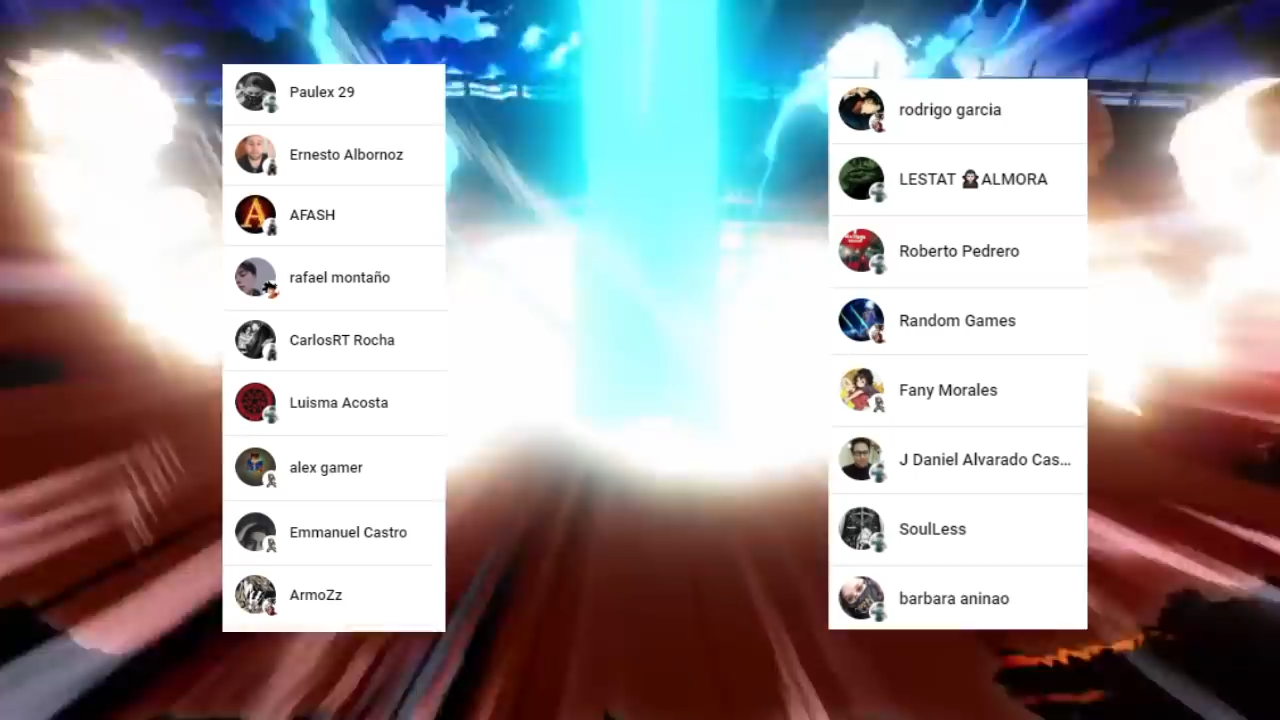 Paulex 29
Ernesto Albornoz
AFASH
rafael montaño
CarlosRT Rocha
Luisma Acosta
alex gamer
Emmanuel Castro
ArmoZz
rodrigo garcia
LESTAT 🧛🏻ALMORA
Roberto Pedrero
Random Games
Fany Morales
J Daniel Alvarado Cas...
SoulLess
barbara aninao